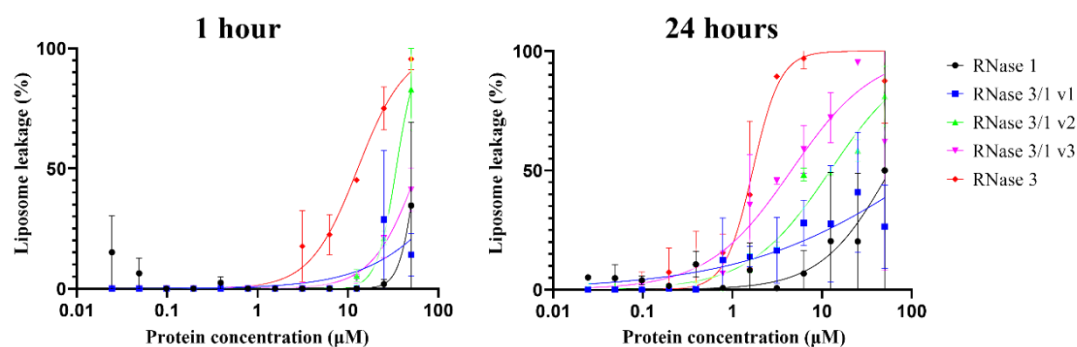 1 hour
Liposome leakage (%)
100
50
0
0.01
0.1
1
10
100
Protein concentration (µM)
24 hours
Liposome leakage (%)
100
50
0
0.01
0.1
1
10
100
Protein concentration (µM)
RNase 1
RNase 3/1 v1
RNase 3/1 v2
RNase 3/1 v3
RNase 3